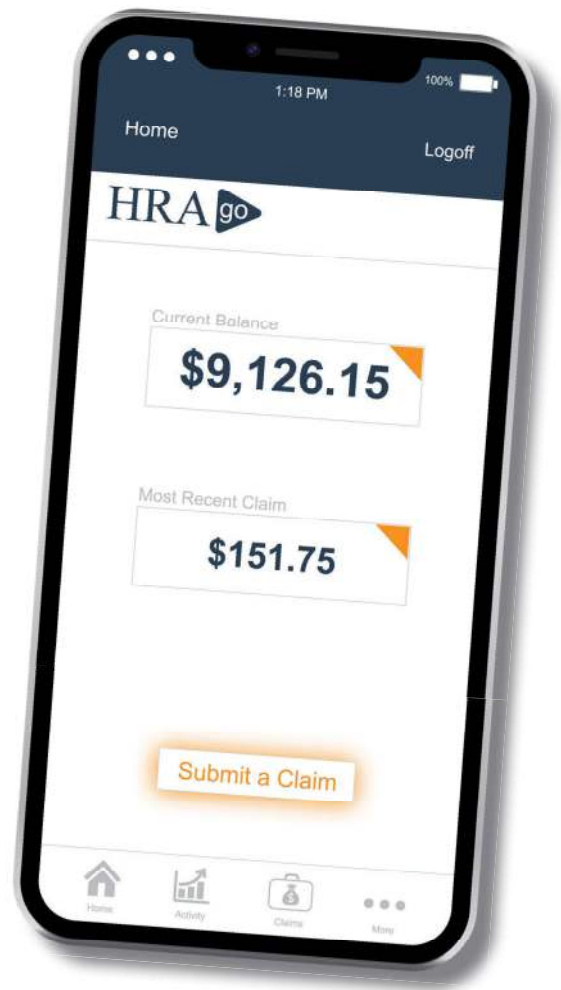 1:18 PM
100%
Home
Logoff
HRA go
Current Balance
$9,126.15
Most Recent Claim
$151.75
Submit a Claim
Home
Activity
Claims
More